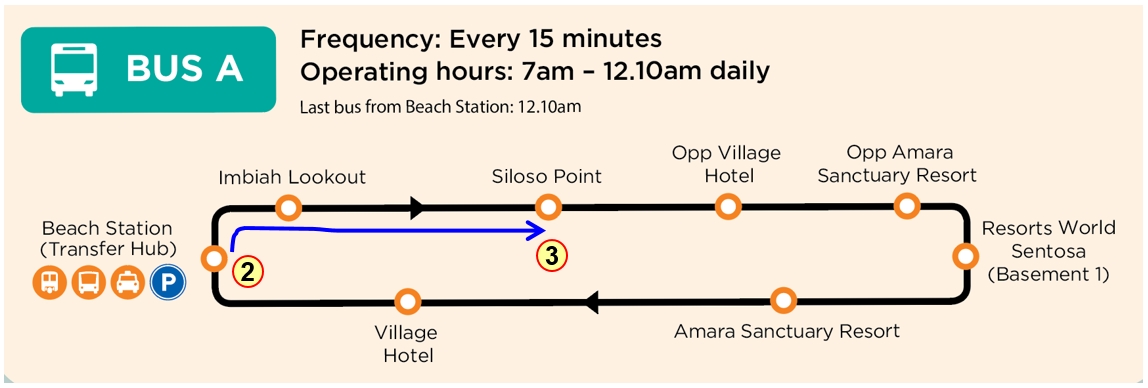 BUS A
Frequency: Every 15 minutes
Operating hours: 7am – 12.10am daily
Last bus from Beach Station: 12.10am
Imbiah Lookout
Siloso Point
Opp Village
Hotel
Opp Amara
Sanctuary Resort
Beach Station
(Transfer Hub)
P
2
3
Resorts World
Sentosa
(Basement 1)
Village
Hotel
Amara Sanctuary Resort